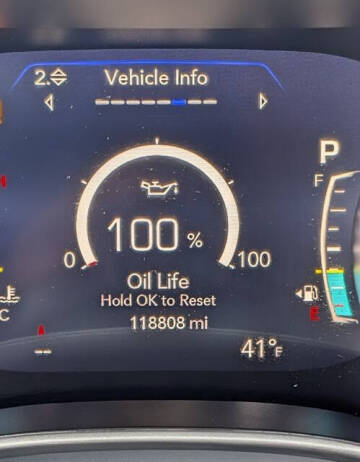 2. Vehicle Info
P
F
100 %
0 100
Oil Life
Hold OK to Reset
118808 mi
C
E
-- 41°F